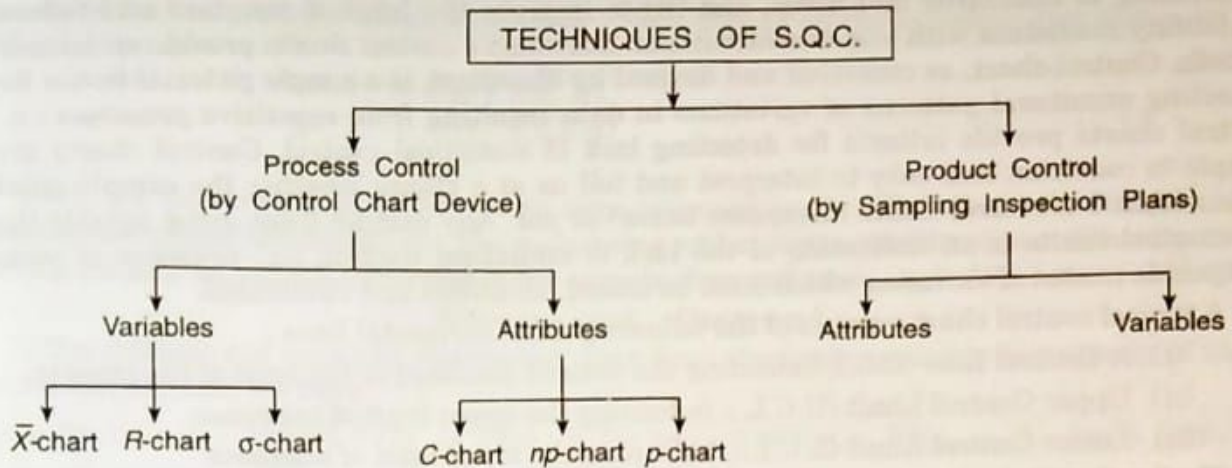 TECHNIQUES OF S.Q.C.
Process Control
(by Control Chart Device)
Product Control
(by Sampling Inspection Plans)
Variables
Attributes
Attributes
Variables
X̅-chart R-chart σ-chart
C-chart np-chart p-chart